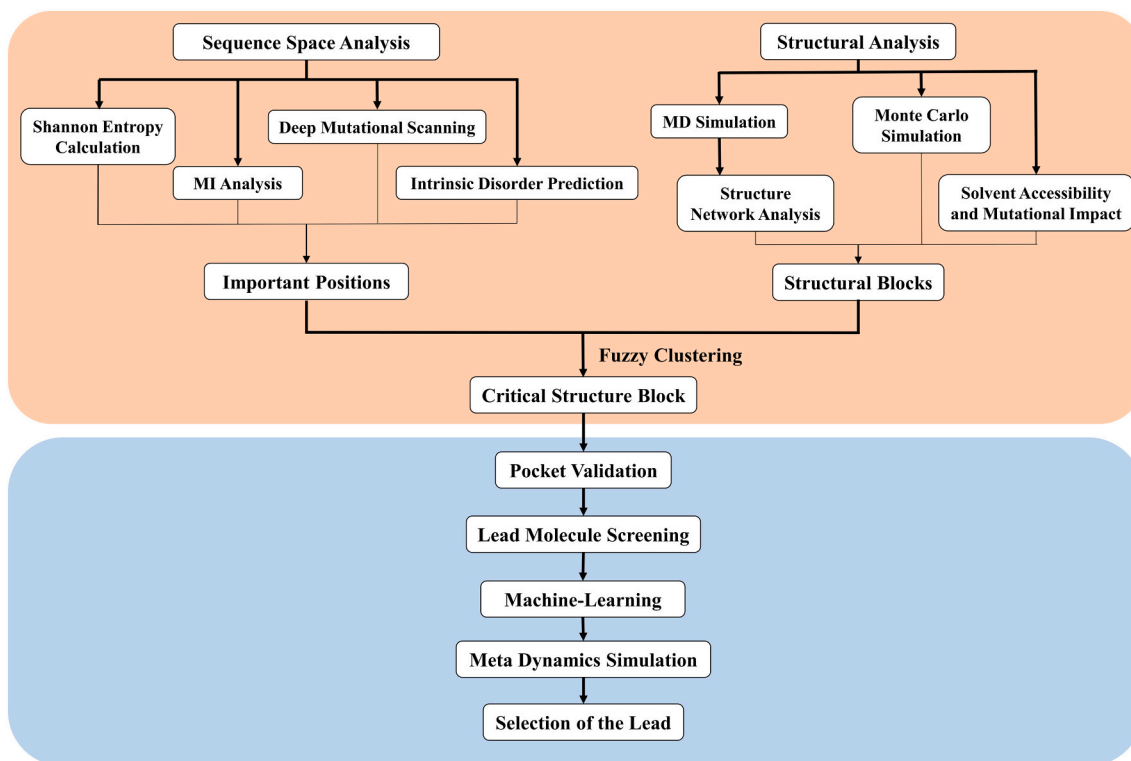 Sequence Space Analysis
Structural Analysis
Shannon Entropy
Calculation
Deep Mutational Scanning
MI Analysis
Intrinsic Disorder Prediction
MD Simulation
Monte Carlo
Simulation
Structure
Network Analysis
Solvent Accessibility
and Mutational Impact
Important Positions
Structural Blocks
Fuzzy Clustering
Critical Structure Block
Pocket Validation
Lead Molecule Screening
Machine-Learning
Meta Dynamics Simulation
Selection of the Lead